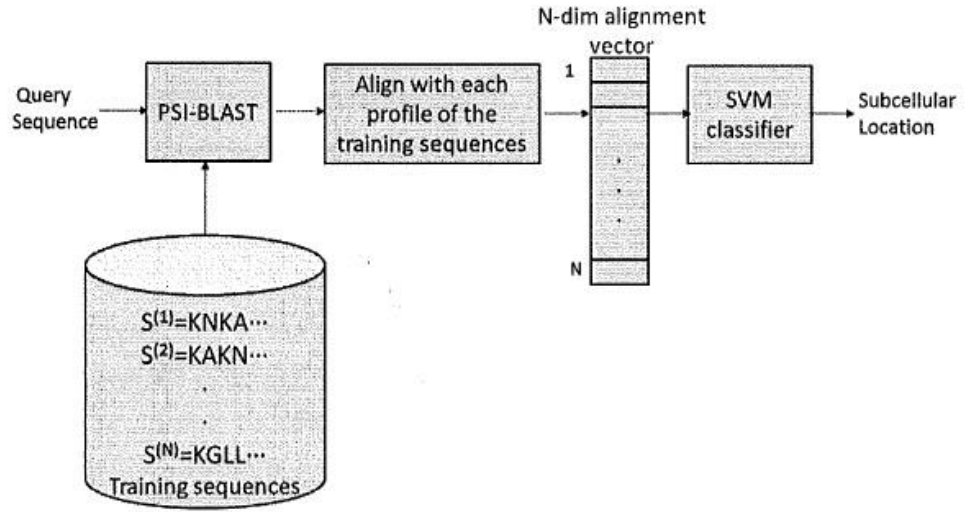 N-dim alignment
vector
1
Query
Sequence
PSI-BLAST
Align with each
profile of the
training sequences
SVM
classifier
Subcellular
Location
.
.
.
N
S(1)=KNKA···
S(2)=KAKN···
.
.
S(N)=KGLL···
Training sequences